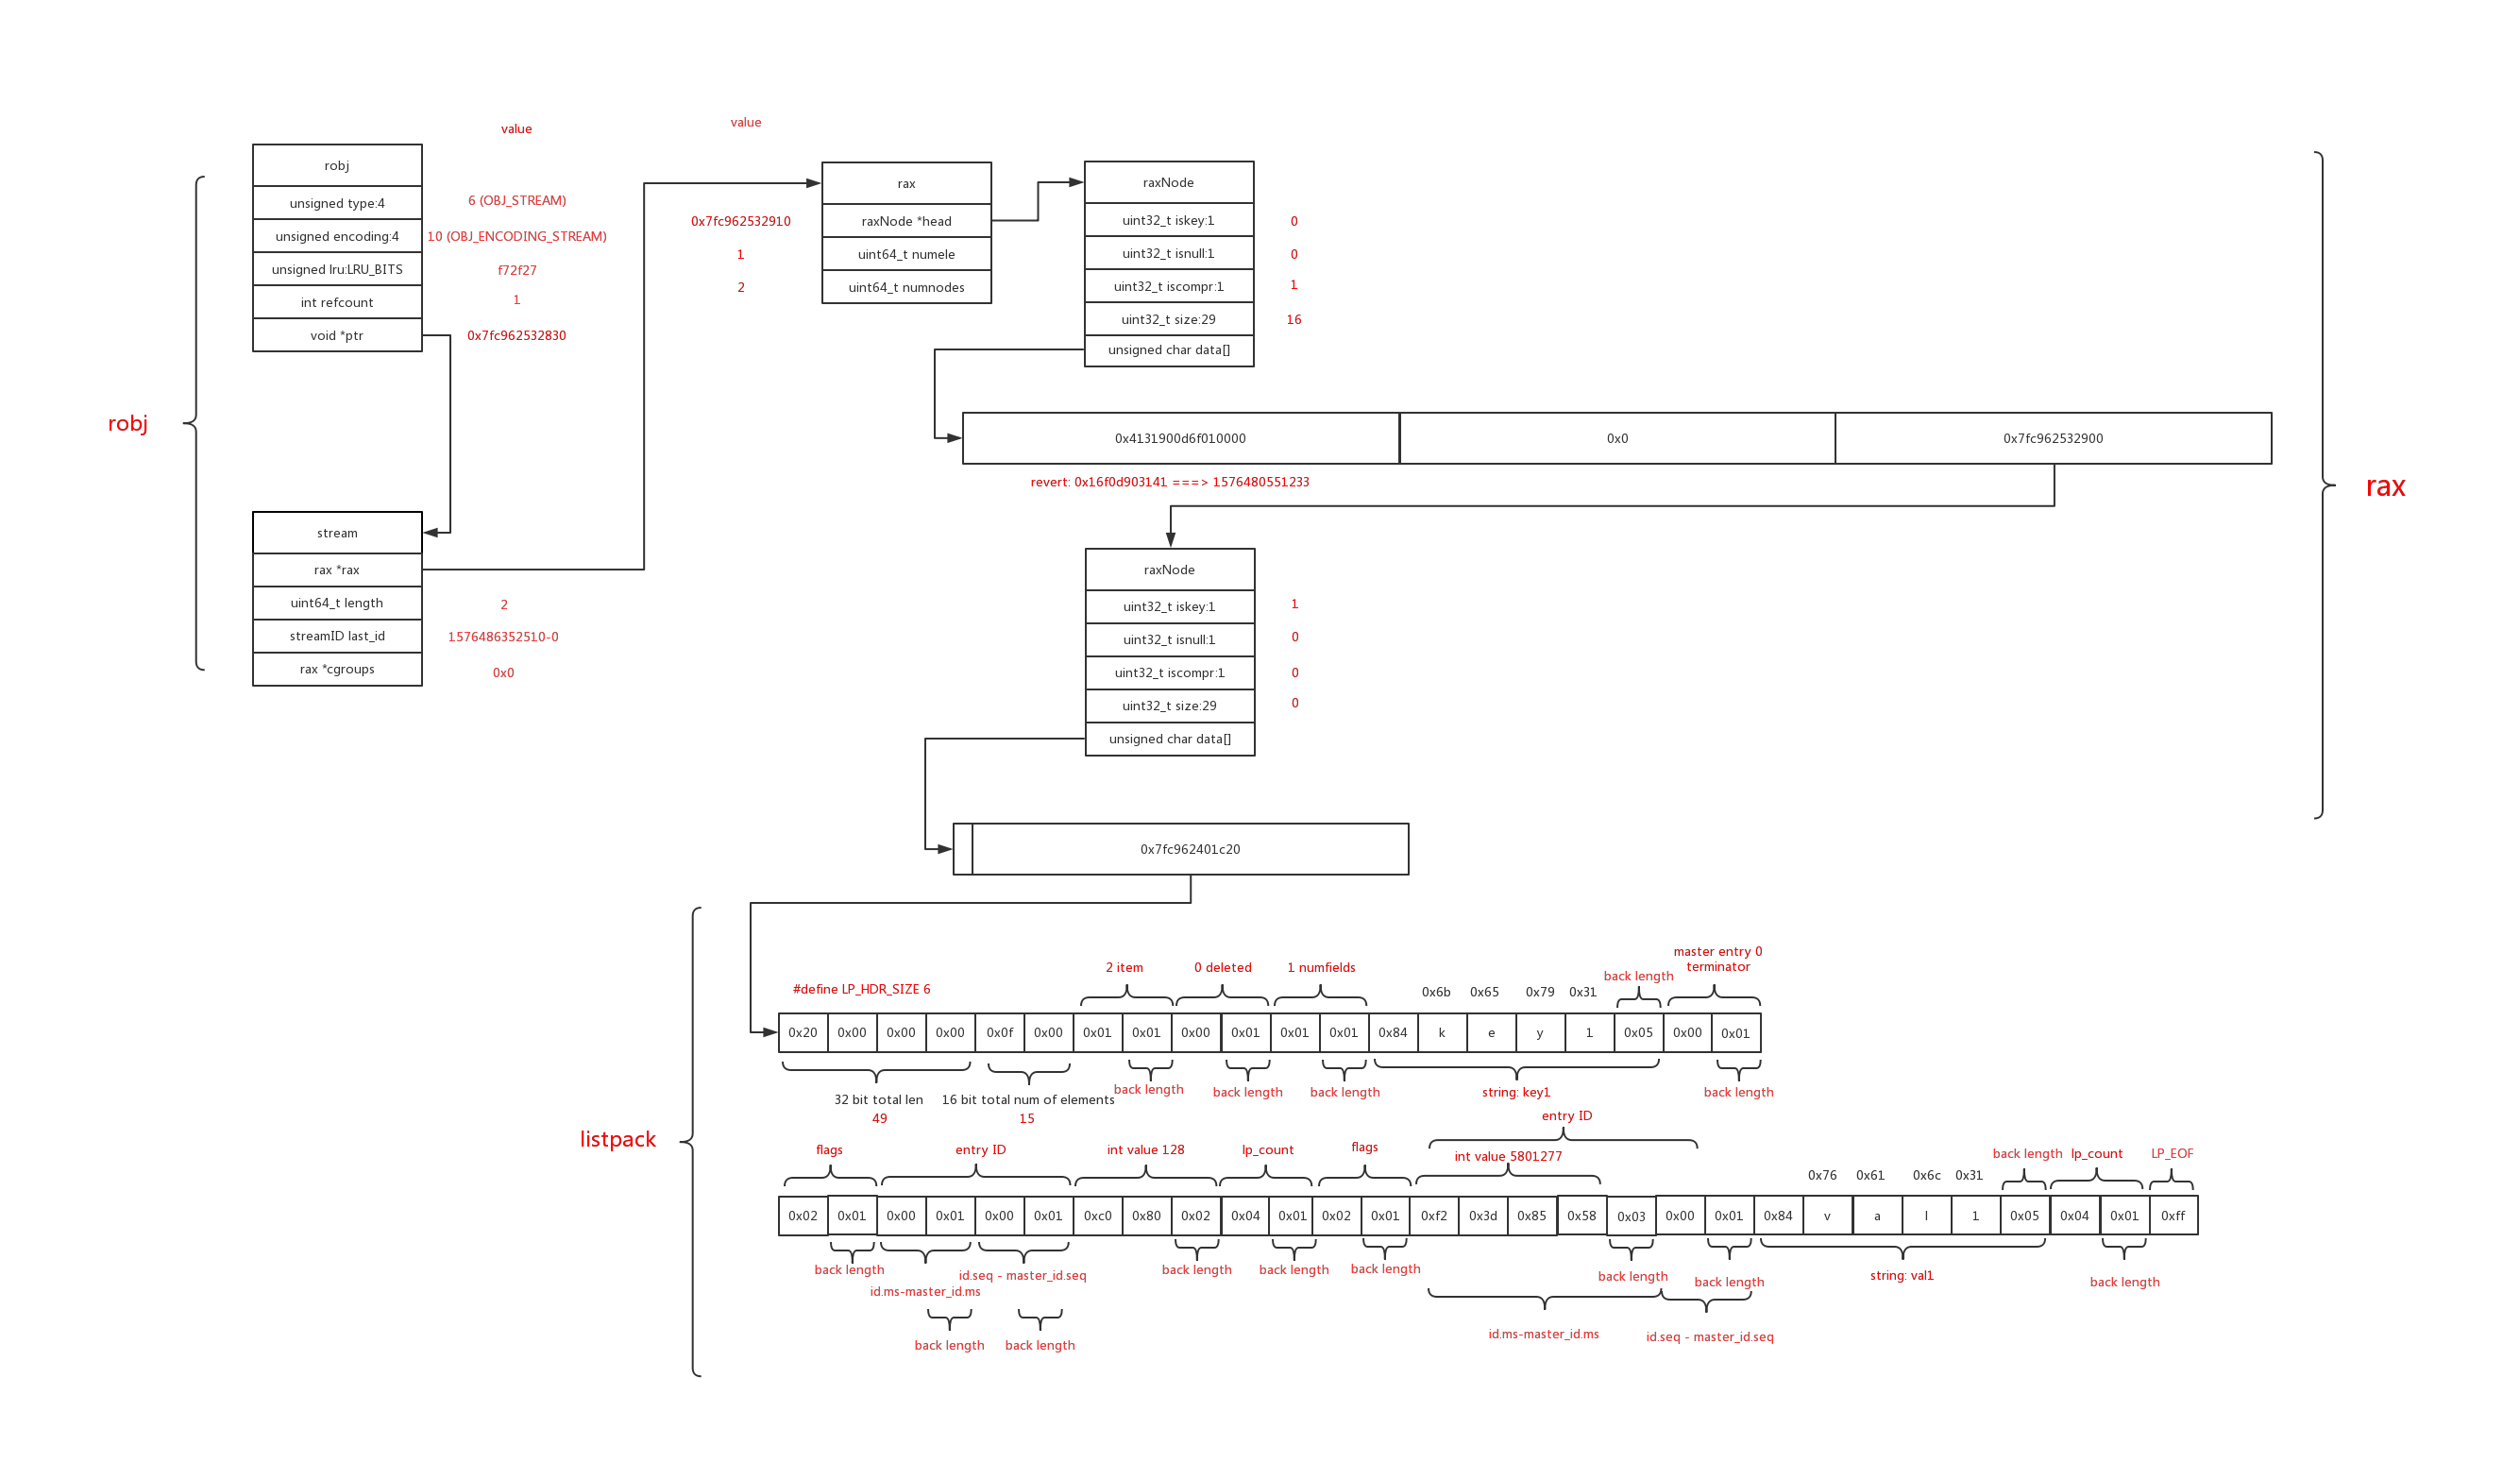 value
value
robj
unsigned type:4
6 (OBJ_STREAM)
unsigned encoding:4
10 (OBJ_ENCODING_STREAM)
unsigned lru:LRU_BITS
f72f27
int refcount
1
void *ptr
0x7fc962532830
robj
stream
rax *rax
uint64_t length
2
streamID last_id
1576486352510-0
rax *cgroups
0x0
rax
0x7fc962532910
raxNode *head
1
uint64_t numele
2
uint64_t numnodes
raxNode
uint32_t iskey:1
0
uint32_t isnull:1
0
uint32_t iscompr:1
1
uint32_t size:29
16
unsigned char data[]
0x4131900d6f010000
0x0
0x7fc962532900
revert: 0x16f0d903141 ===> 1576480551233
rax
raxNode
uint32_t iskey:1
1
uint32_t isnull:1
0
uint32_t iscompr:1
0
uint32_t size:29
0
unsigned char data[]
0x7fc962401c20
listpack
#define LP_HDR_SIZE 6
2 item
0 deleted
1 numfields
back length
master entry 0
terminator
0x6b 0x65 0x79 0x31
0x20 0x00 0x00 0x00 0x0f 0x00 0x01 0x01 0x00 0x01 0x01 0x01 0x84 k e y 1 0x05 0x00 0x01
32 bit total len
49
16 bit total num of elements
15
back length
back length
back length
string: key1
back length
flags
entry ID
int value 128
lp_count
flags
entry ID
int value 5801277
0x76 0x61 0x6c 0x31
back length
lp_count
LP_EOF
0x02 0x01 0x00 0x01 0x00 0x01 0xc0 0x80 0x02 0x04 0x01 0x02 0x01 0xf2 0x3d 0x85 0x58 0x03 0x00 0x01 0x84 v a l 1 0x05 0x04 0x01 0xff
back length
id.ms-master_id.ms
id.seq - master_id.seq
back length
back length
back length
back length
back length
back length
back length
string: val1
back length
id.ms-master_id.ms
id.seq - master_id.seq